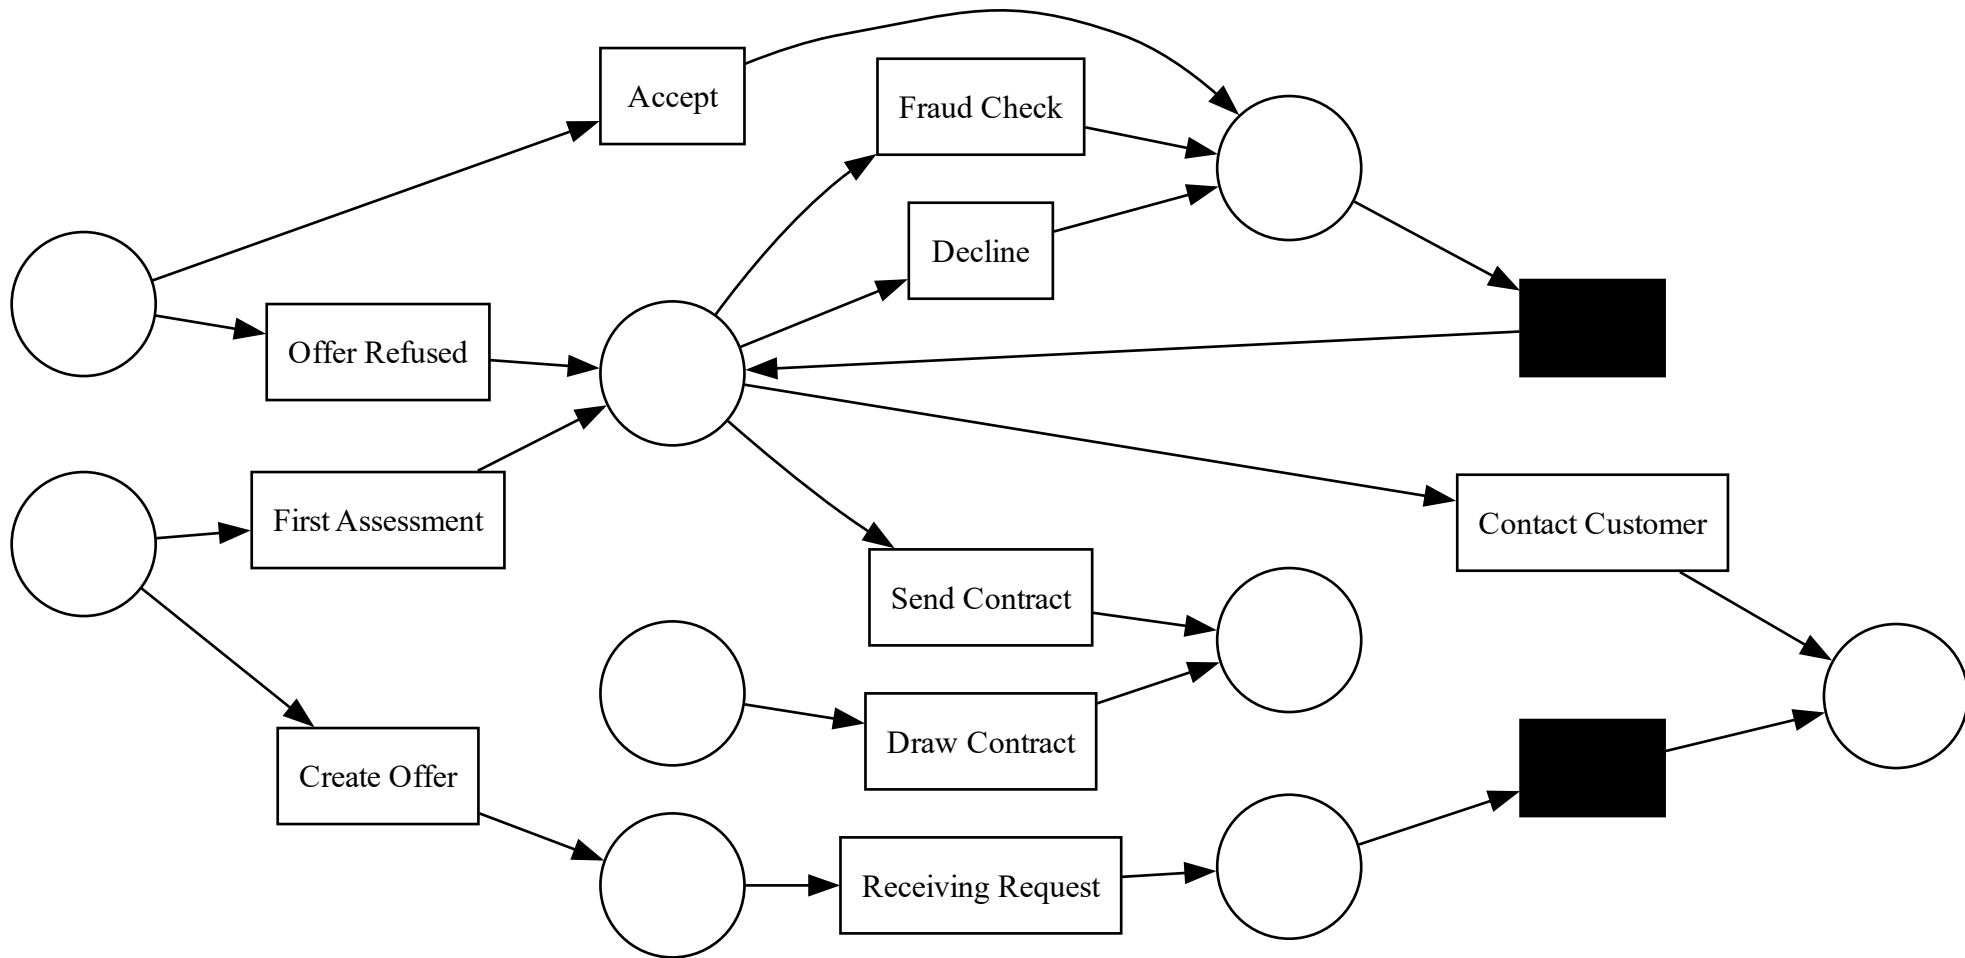 Accept
Fraud Check
Decline
Offer Refused
First Assessment
Contact Customer
Send Contract
Draw Contract
Create Offer
Receiving Request